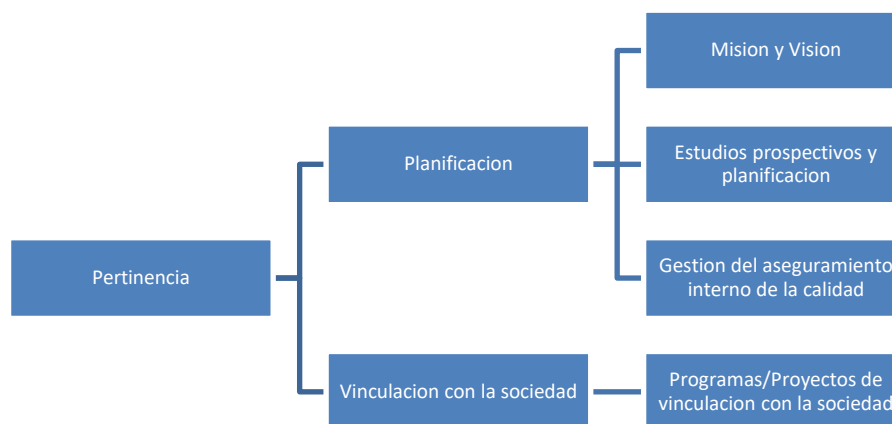 Mision y Vision
Planificacion
Estudios prospectivos y
planificacion
Pertinencia
Gestion del aseguramiento
interno de la calidad
Vinculacion con la sociedad
Programas/Proyectos de
vinculacion con la sociedad